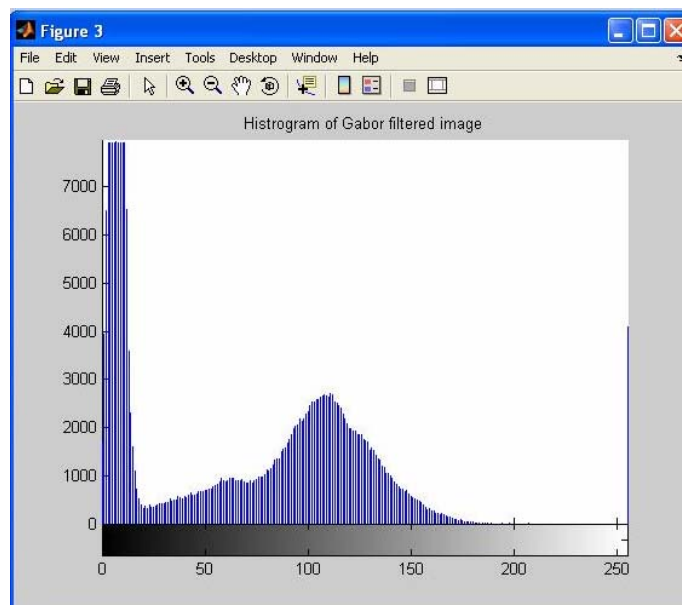 Figure 3
File Edit View Insert Tools Desktop Window Help
Histrogram of Gabor filtered image
7000
6000
5000
4000
3000
2000
1000
0
0 50 100 150 200 250